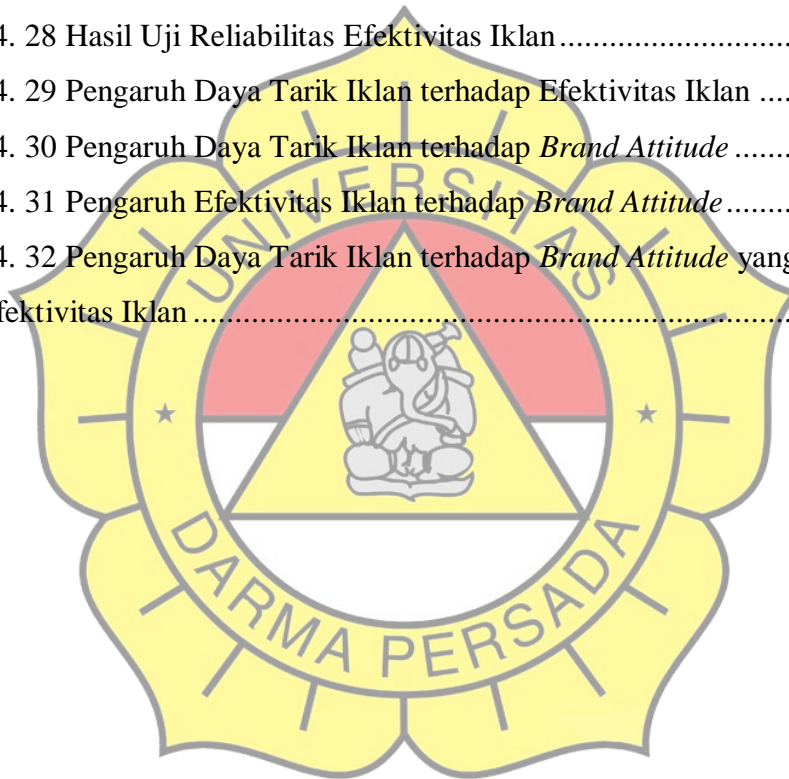 4. 28 Hasil Uji Reliabilitas Efektivitas Iklan........................
4. 29 Pengaruh Daya Tarik Iklan terhadap Efektivitas Iklan ....
4. 30 Pengaruh Daya Tarik Iklan terhadap Brand Attitude .......
4. 31 Pengaruh Efektivitas Iklan terhadap Brand Attitude ........
4. 32 Pengaruh Daya Tarik Iklan terhadap Brand Attitude yang
fektivitas Iklan ..............................................................
UNIVERSITAS
DARMA PERSADA